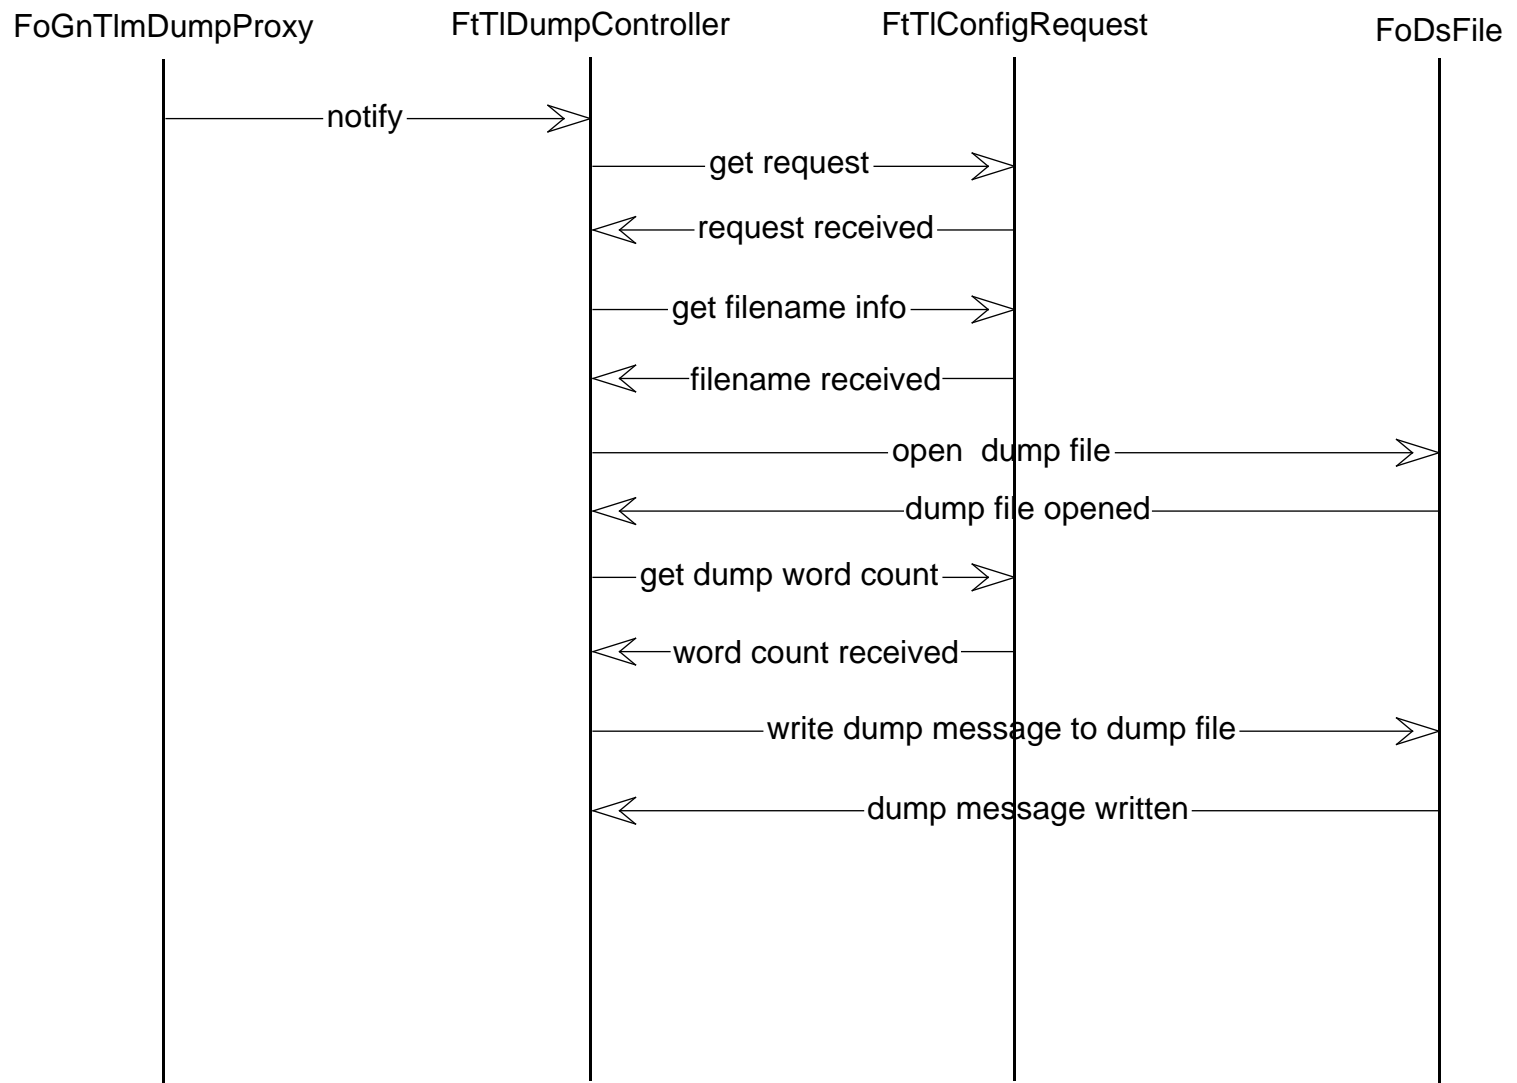 FoGnTlmDumpProxy
FtTlDumpController
FtTlConfigRequest
FoDsFile
notify
get request
request received
get filename info
filename received
open  dump file
dump file opened
get dump word count
word count received
write dump message to dump file
dump message written